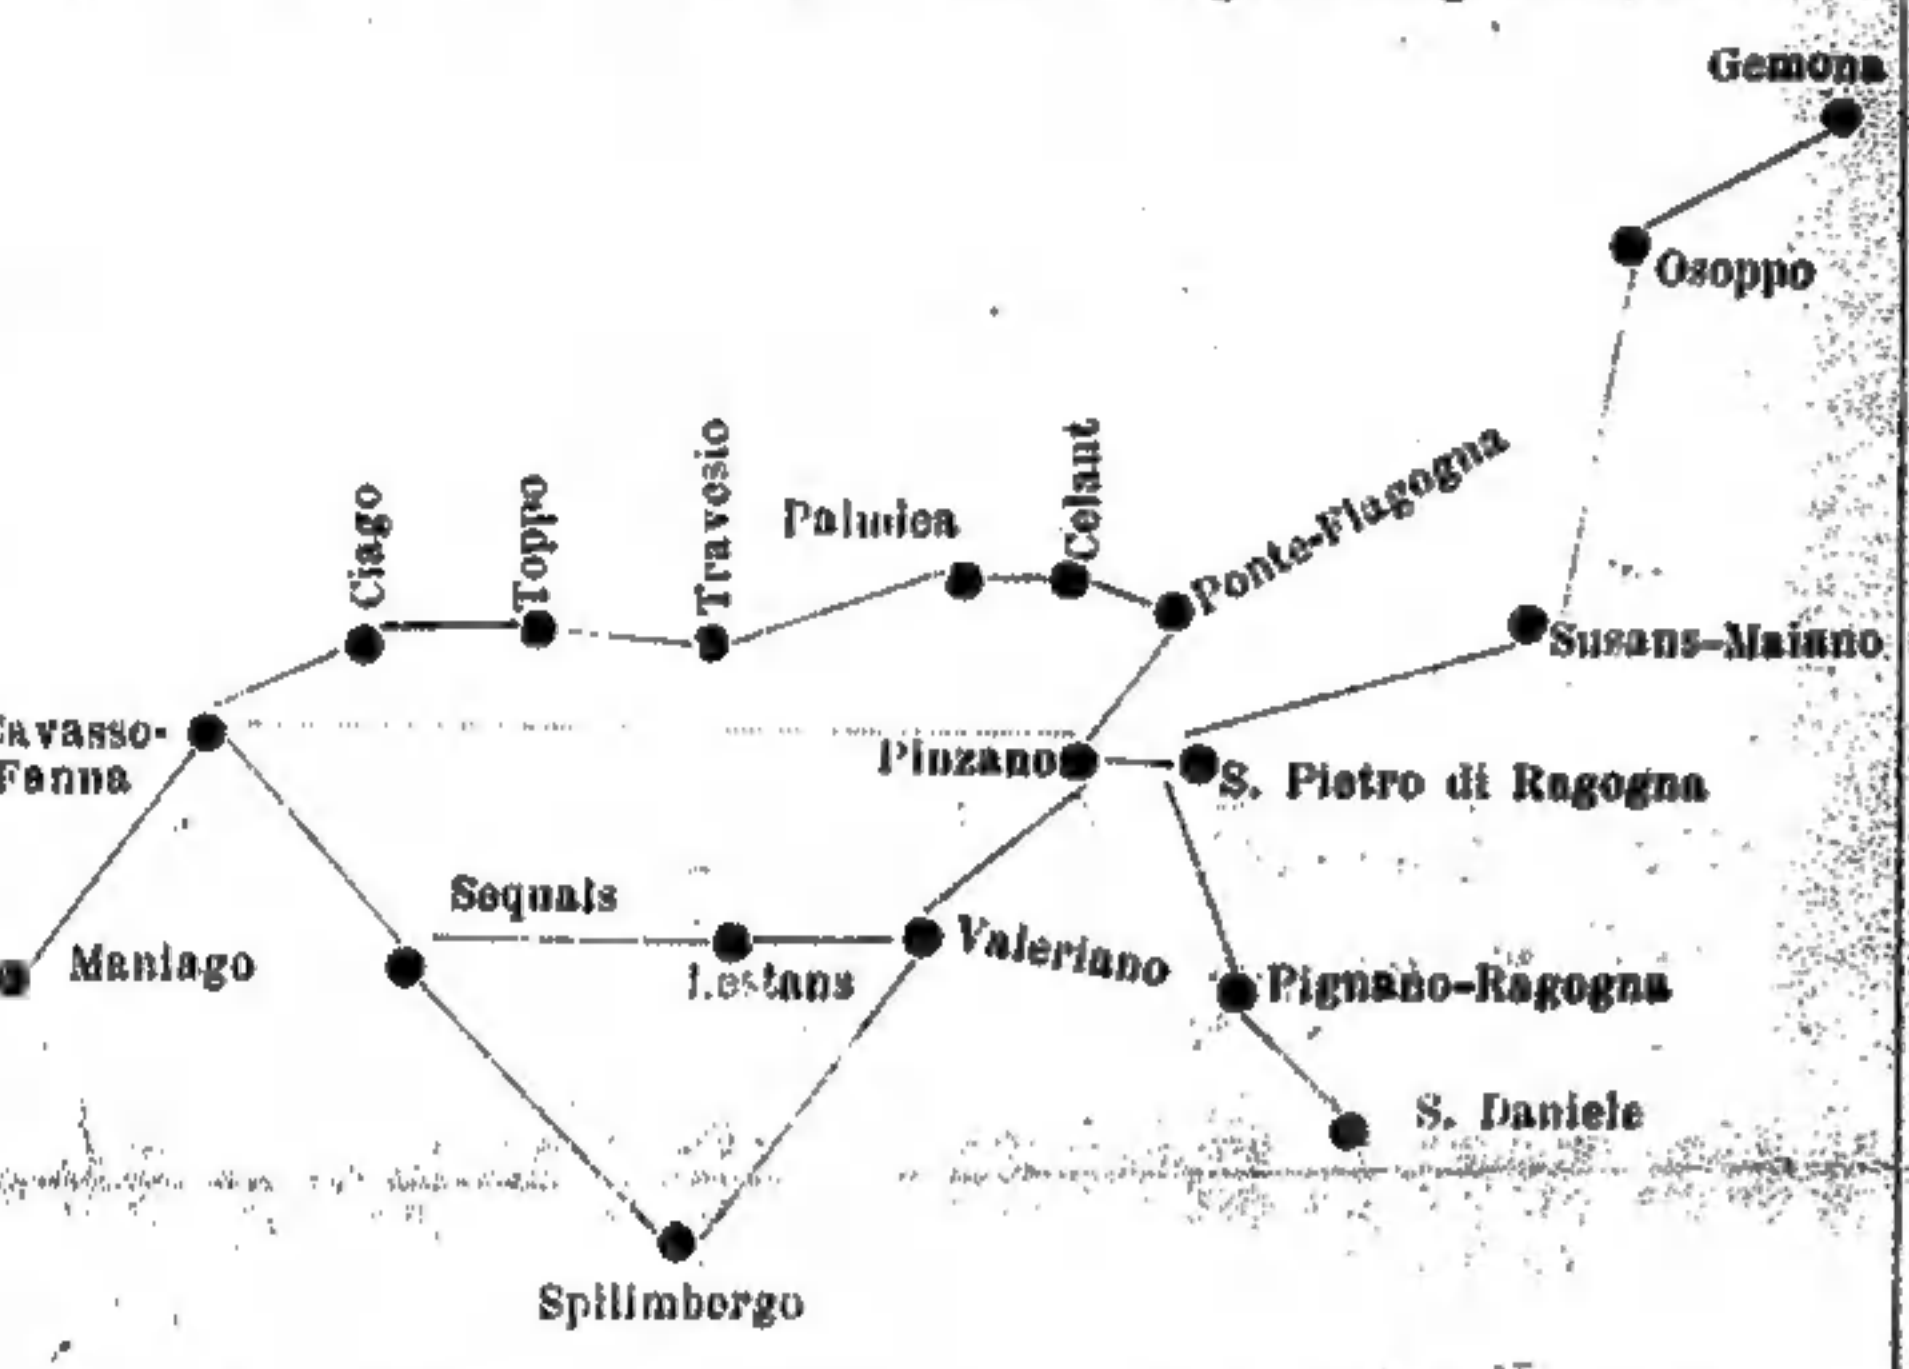 Gemona
Osoppo
Ciago
Toppo
Travesio
Paludea
Celant
Ponte-Flagogna
Susans-Maiano
avasso-
Fanna
Pinzano
S. Pietro di Ragogna
Sequals
Maniago
Lestans
Valeriano
Pignano-Ragogna
S. Daniele
Spilimbergo